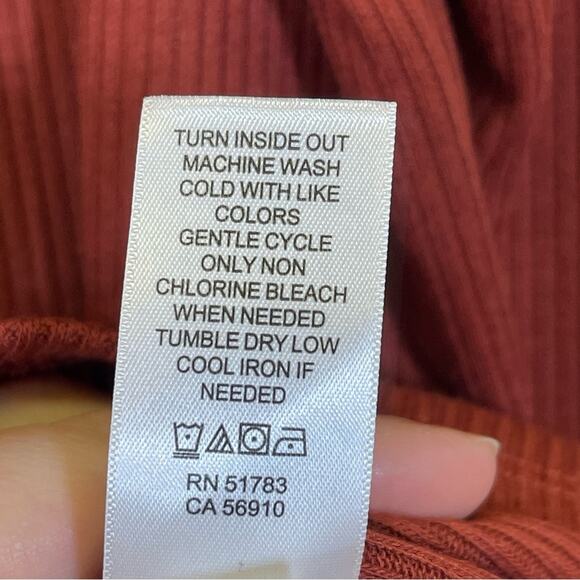 TURN INSIDE OUT
MACHINE WASH
COLD WITH LIKE
COLORS
GENTLE CYCLE
ONLY NON
CHLORINE BLEACH
WHEN NEEDED
TUMBLE DRY LOW
COOL IRON IF
NEEDED
RN 51783
CA 56910